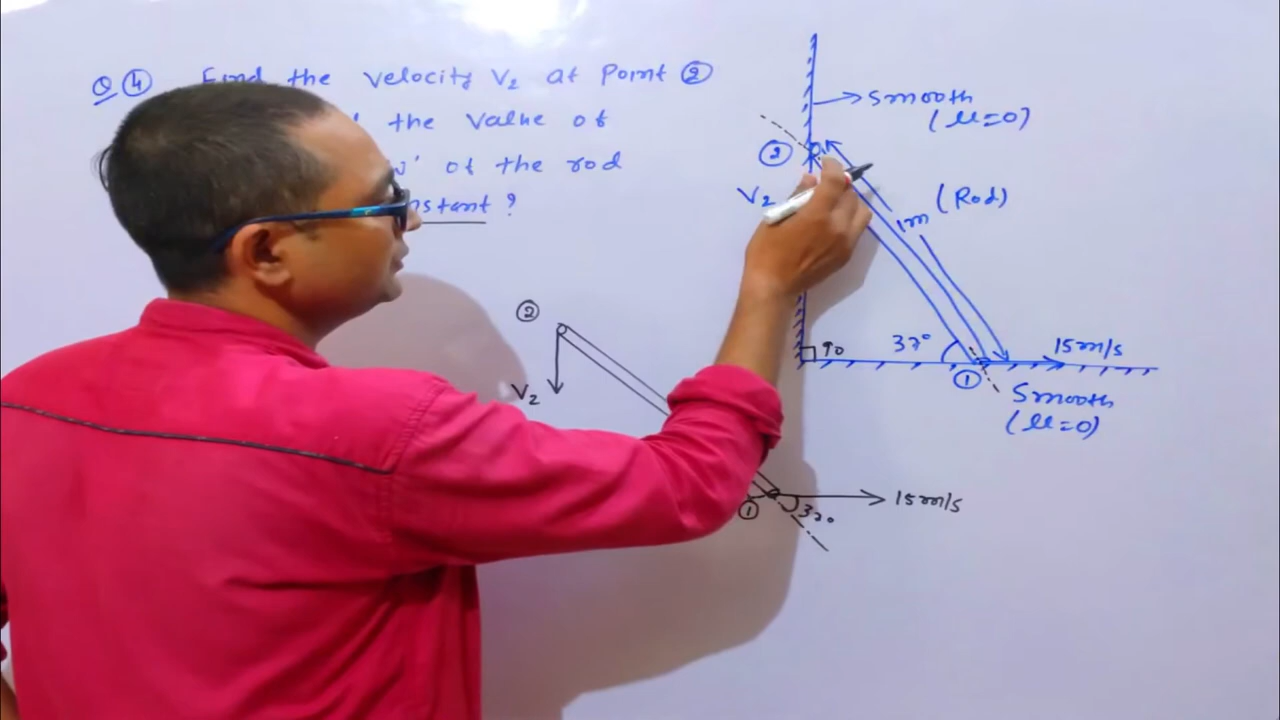 Q ④ Find the velocity V₂ at Point ②
the value of
ω' of the rod
nstant ?
smooth
(μ=0)
②
V₂
1m
(Rod)
90
37°
15m/s
①
Smooth
(μ=0)
②
V₂
①
37°
15m/s